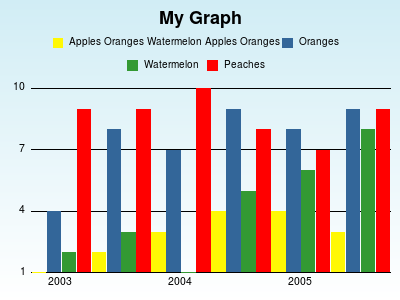 My Graph
Apples Oranges Watermelon Apples Oranges Oranges
Watermelon Peaches
10
7
4
1
2003 2004 2005